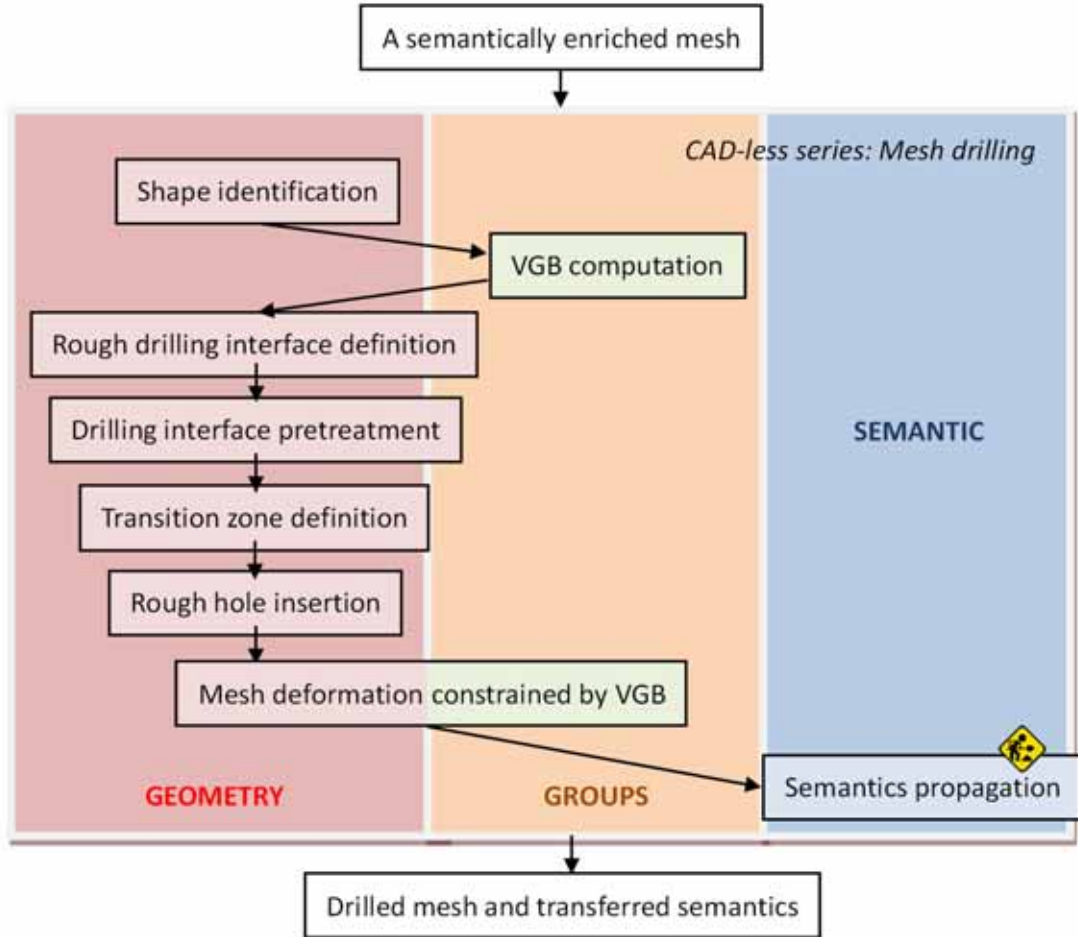 A semantically enriched mesh
CAD-less series: Mesh drilling
Shape identification
VGB computation
Rough drilling interface definition
Drilling interface pretreatment
SEMANTIC
Transition zone definition
Rough hole insertion
Mesh deformation constrained by VGB
GEOMETRY
GROUPS
Semantics propagation
Drilled mesh and transferred semantics